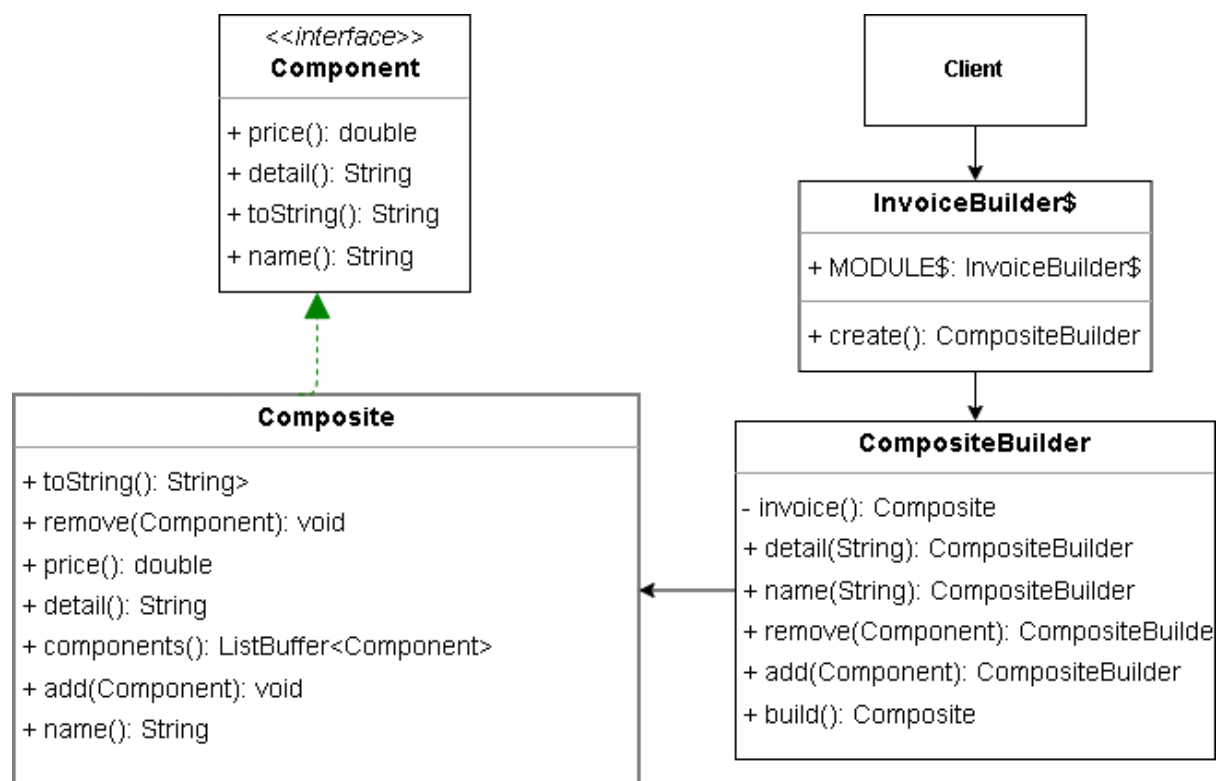 <<interface>>
Component
+ price(): double
+ detail(): String
+ toString(): String
+ name(): String
Client
InvoiceBuilder$
+ MODULE$: InvoiceBuilder$
+ create(): CompositeBuilder
Composite
+ toString(): String>
+ remove(Component): void
+ price(): double
+ detail(): String
+ components(): ListBuffer<Component>
+ add(Component): void
+ name(): String
CompositeBuilder
- invoice(): Composite
+ detail(String): CompositeBuilder
+ name(String): CompositeBuilder
+ remove(Component): CompositeBuilde
+ add(Component): CompositeBuilder
+ build(): Composite